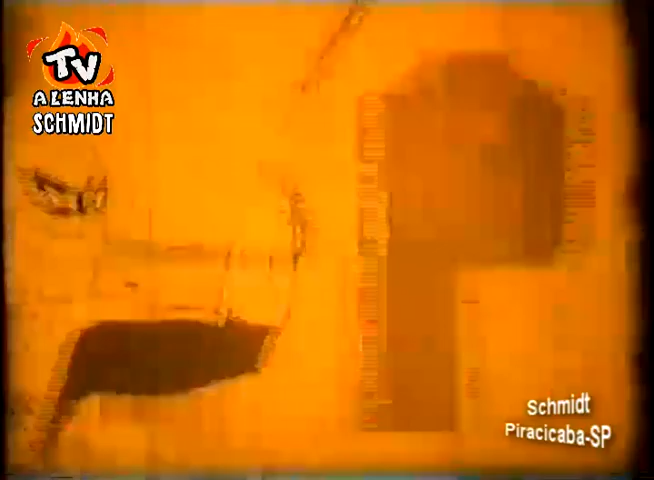 TV
A LENHA
SCHMIDT
Schmidt
Piracicaba-SP